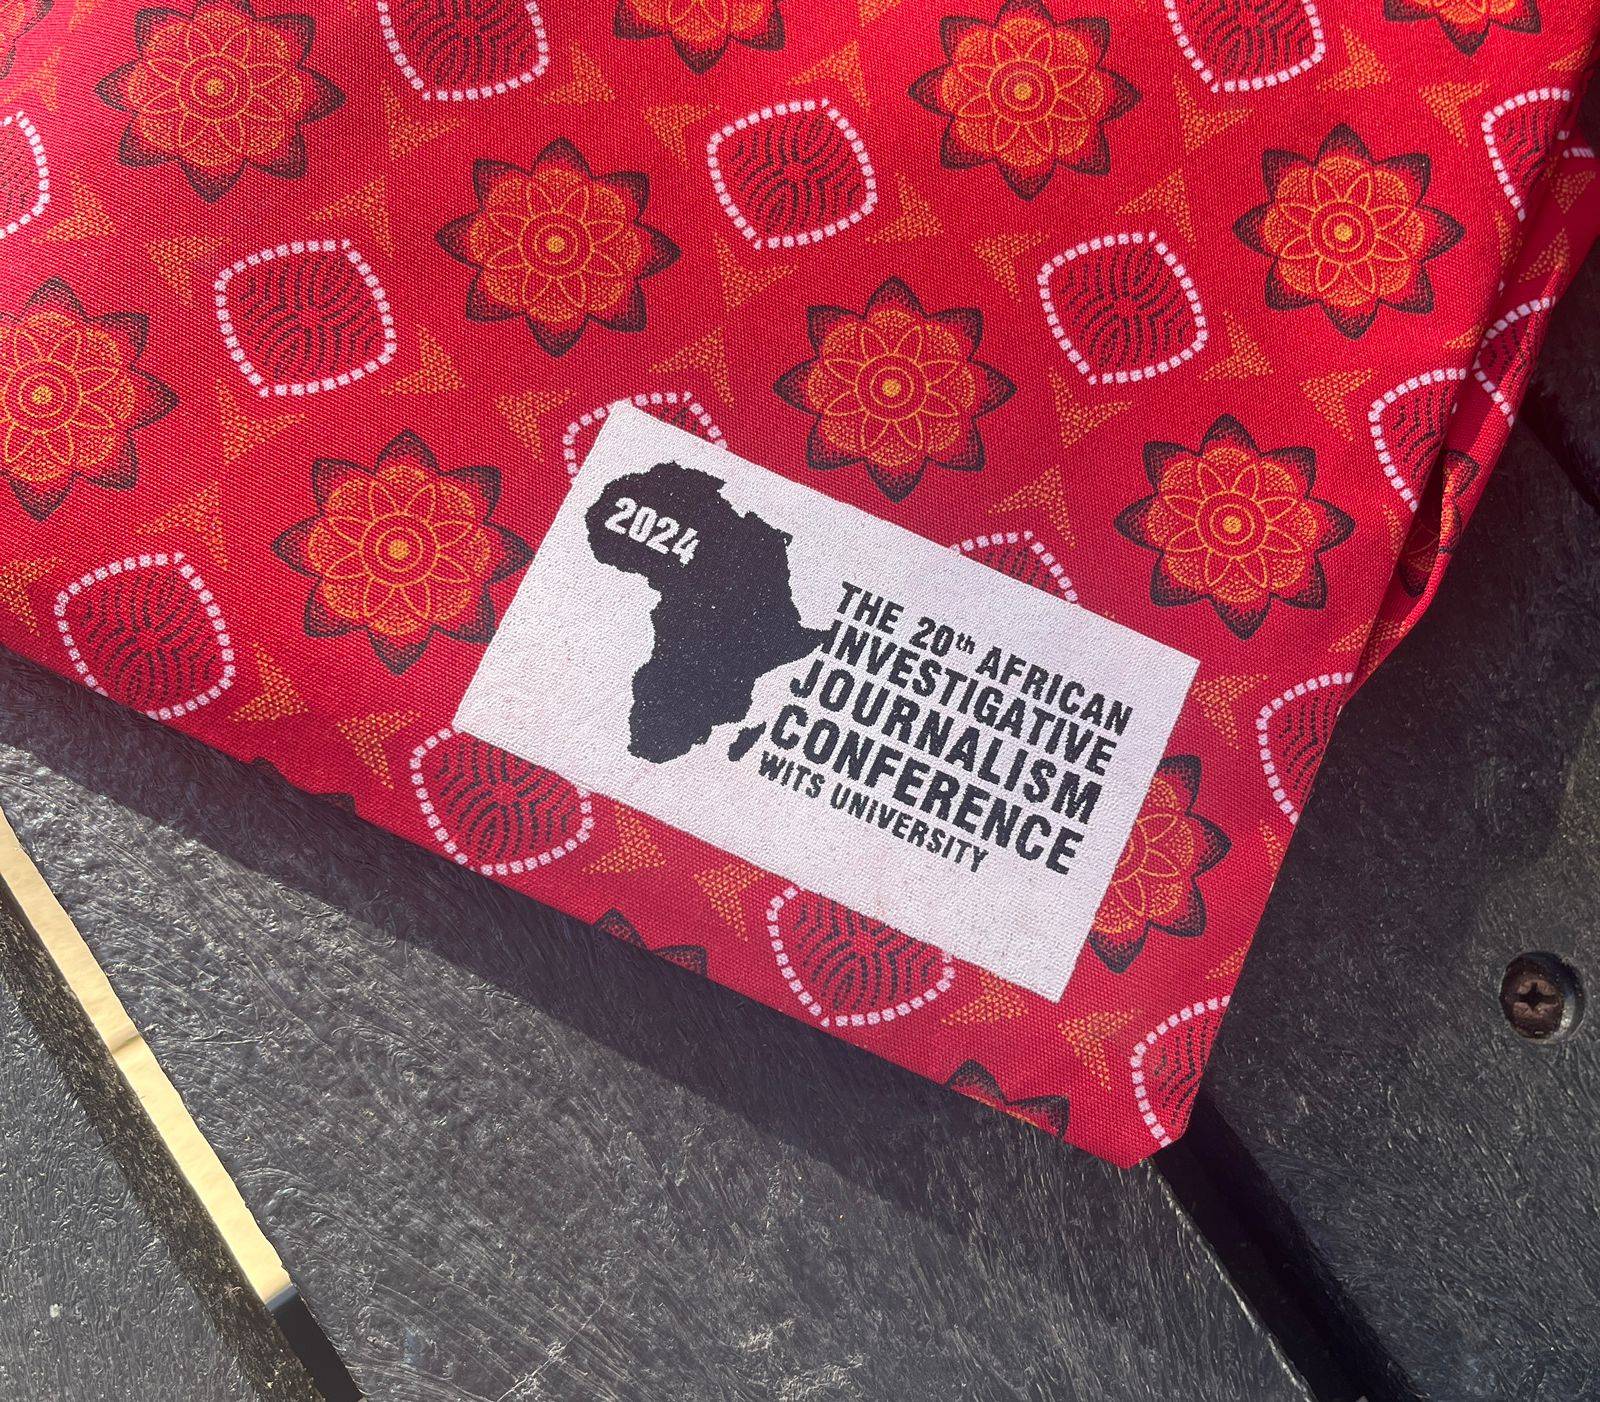 2024
THE 20th AFRICAN
INVESTIGATIVE
JOURNALISM
CONFERENCE
WITS UNIVERSITY